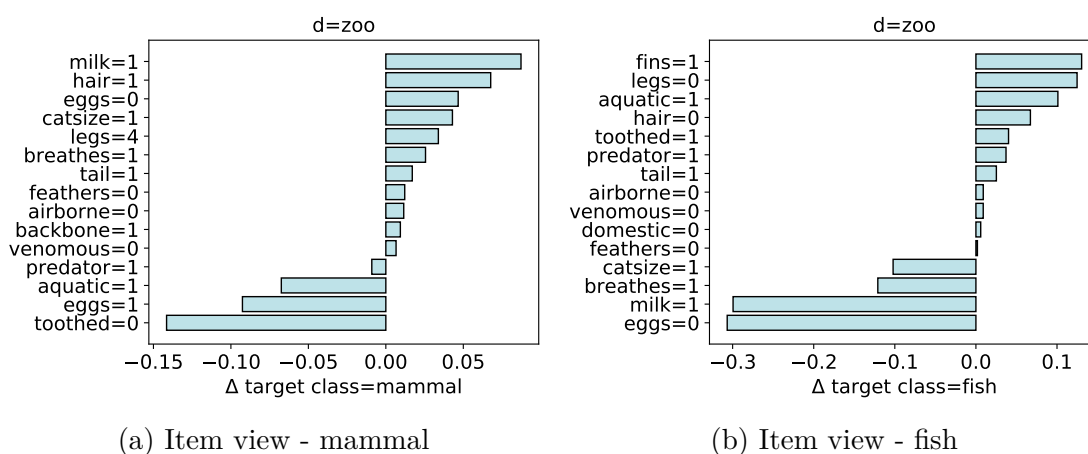 d=zoo
milk=1
hair=1
eggs=0
catsize=1
legs=4
breathes=1
tail=1
feathers=0
airborne=0
backbone=1
venomous=0
predator=1
aquatic=1
eggs=1
toothed=0
−0.15 −0.10 −0.05 0.00 0.05
Δ target class=mammal
(a) Item view - mammal
d=zoo
fins=1
legs=0
aquatic=1
hair=0
toothed=1
predator=1
tail=1
airborne=0
venomous=0
domestic=0
feathers=0
catsize=1
breathes=1
milk=1
eggs=0
−0.3 −0.2 −0.1 0.0 0.1
Δ target class=fish
(b) Item view - fish